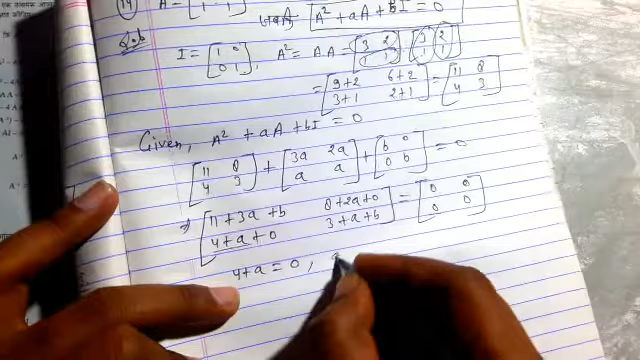 (14) A = [1 1]
A² + aA + bI = 0
Sol I = [1 0 0 1], A² = A.A = [3 2 1 1] [3 2 1 1]
= [9+2 6+2 3+1 2+1] = [11 8 4 3]
Given, A² + aA + bI = 0
[11 8 4 3] + [3a 2a a a] + [b 0 0 b] = 0
⇒ [11+3a+b 8+2a+0 4+a+0 3+a+b] = [0 0 0 0]
4+a = 0,